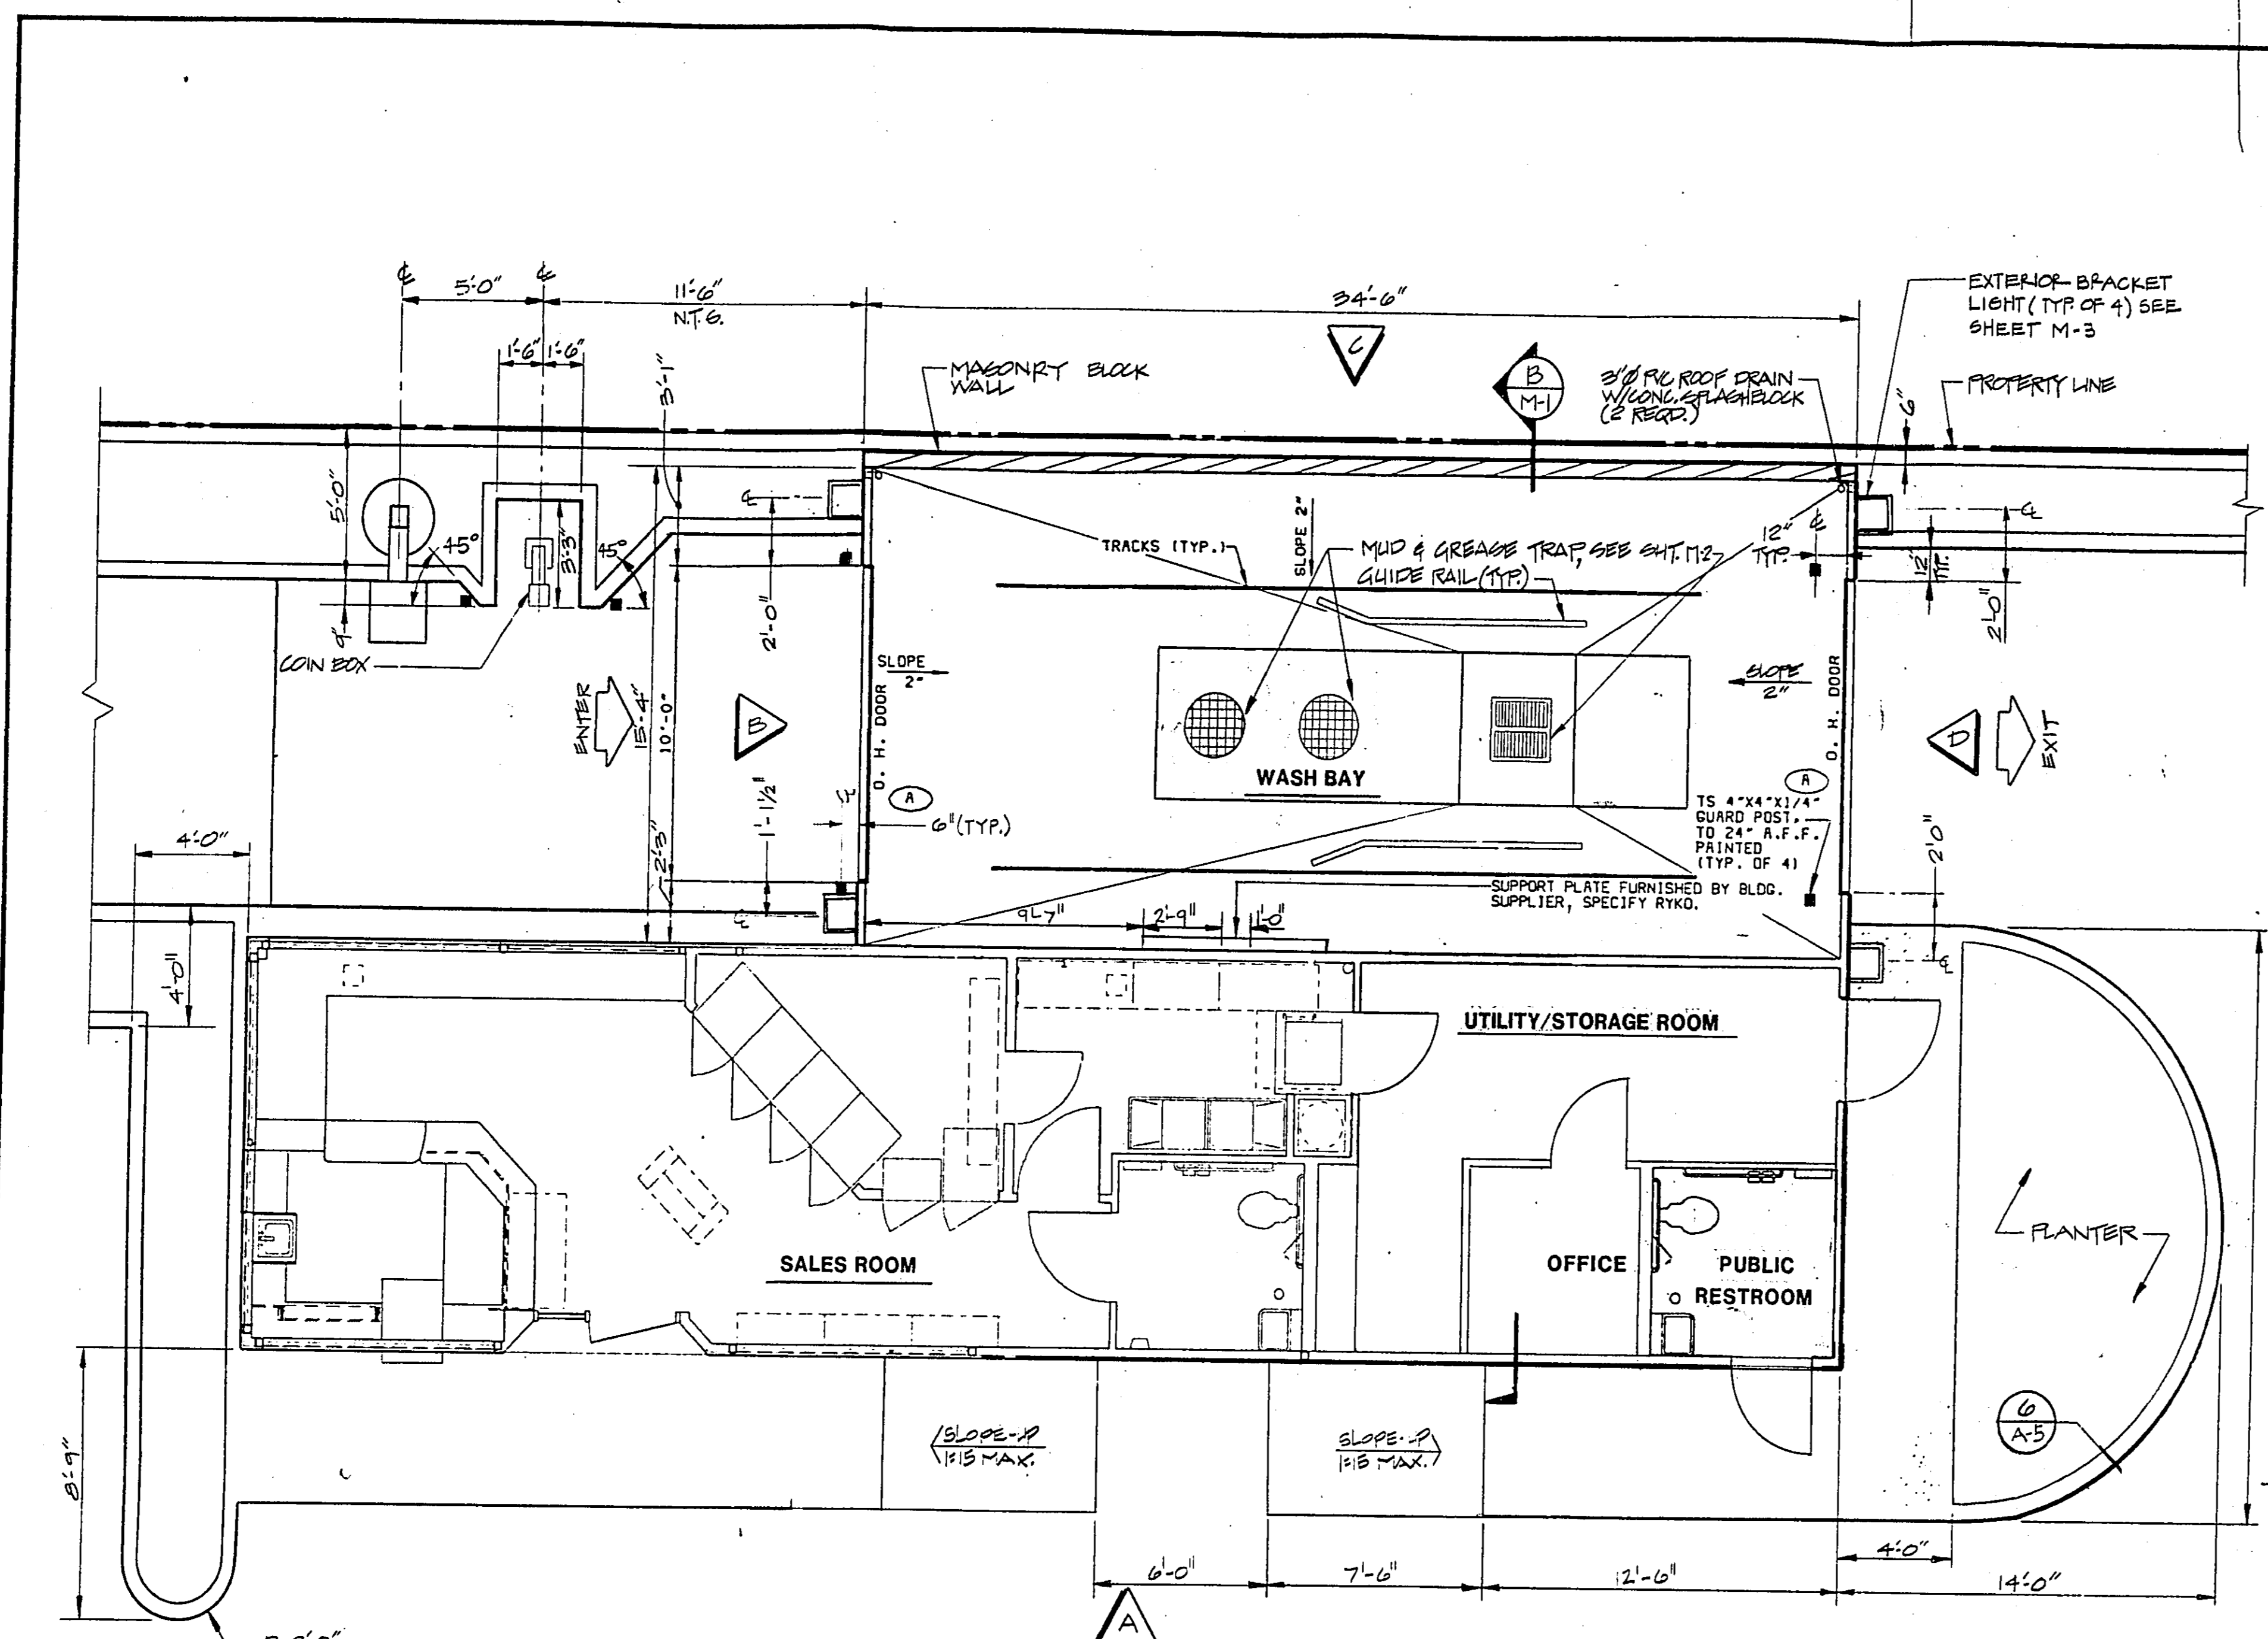 5'-0"
11'-6"
N.T.S.
34'-6"
EXTERIOR BRACKET
LIGHT (TYP. OF 4) SEE
SHEET M-3
1'-6" 1'-6"
3'-1"
C
MASONRY BLOCK
WALL
B
M-1
3"Ø PVC ROOF DRAIN
W/CONC. SPLASHBLOCK
(2 REQD.)
6"
PROPERTY LINE
5'-0"
45°
3'-3"
45°
9"
COIN BOX
2'-0"
TRACKS (TYP.)
SLOPE 2"
MUD & GREASE TRAP, SEE SHT. M-2
GUIDE RAIL (TYP.)
12"
TYP.
12"
TYP.
2'-0"
ENTER
15'-4"
10'-0"
B
SLOPE
2"
O. H. DOOR
A
SLOPE
2"
O. H. DOOR
A
D
EXIT
WASH BAY
1'-1½"
6" (TYP.)
2'-3"
TS 4"X4"X1/4"
GUARD POST.
TO 24" A.F.F.
PAINTED
(TYP. OF 4)
2'-0"
SUPPORT PLATE FURNISHED BY BLDG.
SUPPLIER, SPECIFY RYKO.
9'-7"
2'-9"
1'-0"
4'-0"
4'-0"
UTILITY/STORAGE ROOM
SALES ROOM
OFFICE
PUBLIC
RESTROOM
PLANTER
6
A-5
8'-9"
SLOPE-UP
1:15 MAX.
SLOPE-UP
1:15 MAX.
6'-0"
7'-6"
12'-6"
4'-0"
14'-0"
A